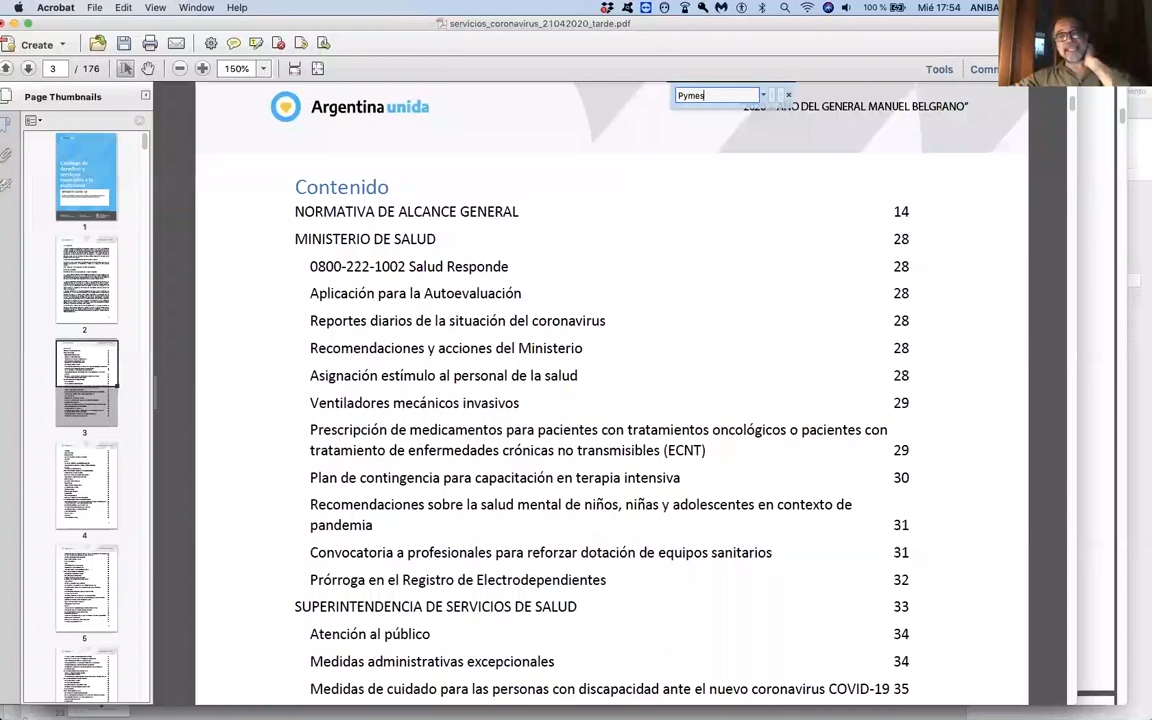 Acrobat File Edit View Window Help
100 % Mié 17:54 ANIBA
servicios_coronavirus_21042020_tarde.pdf
Create
3 / 176 150% Tools Comm
Page Thumbnails
Argentina unida
Pymes
DEL GENERAL MANUEL BELGRANO”
Contenido
NORMATIVA DE ALCANCE GENERAL 14
MINISTERIO DE SALUD 28
0800-222-1002 Salud Responde 28
Aplicación para la Autoevaluación 28
Reportes diarios de la situación del coronavirus 28
Recomendaciones y acciones del Ministerio 28
Asignación estímulo al personal de la salud 28
Ventiladores mecánicos invasivos 29
Prescripción de medicamentos para pacientes con tratamientos oncológicos o pacientes con
tratamiento de enfermedades crónicas no transmisibles (ECNT) 29
Plan de contingencia para capacitación en terapia intensiva 30
Recomendaciones sobre la salud mental de niños, niñas y adolescentes en contexto de
pandemia 31
Convocatoria a profesionales para reforzar dotación de equipos sanitarios 31
Prórroga en el Registro de Electrodependientes 32
SUPERINTENDENCIA DE SERVICIOS DE SALUD 33
Atención al público 34
Medidas administrativas excepcionales 34
Medidas de cuidado para las personas con discapacidad ante el nuevo coronavirus COVID-19 35
1
2
3
4
5